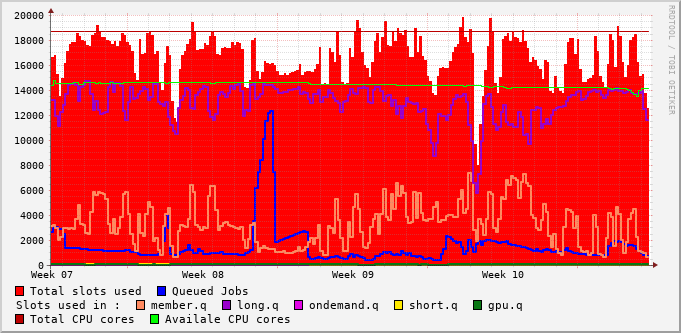 20000
18000
16000
14000
12000
10000
8000
6000
4000
2000
0
Week 07 Week 08 Week 09 Week 10
RRDTOOL / TOBI OETIKER
Total slots used Queued Jobs
Slots used in : member.q long.q ondemand.q short.q gpu.q
Total CPU cores Availale CPU cores